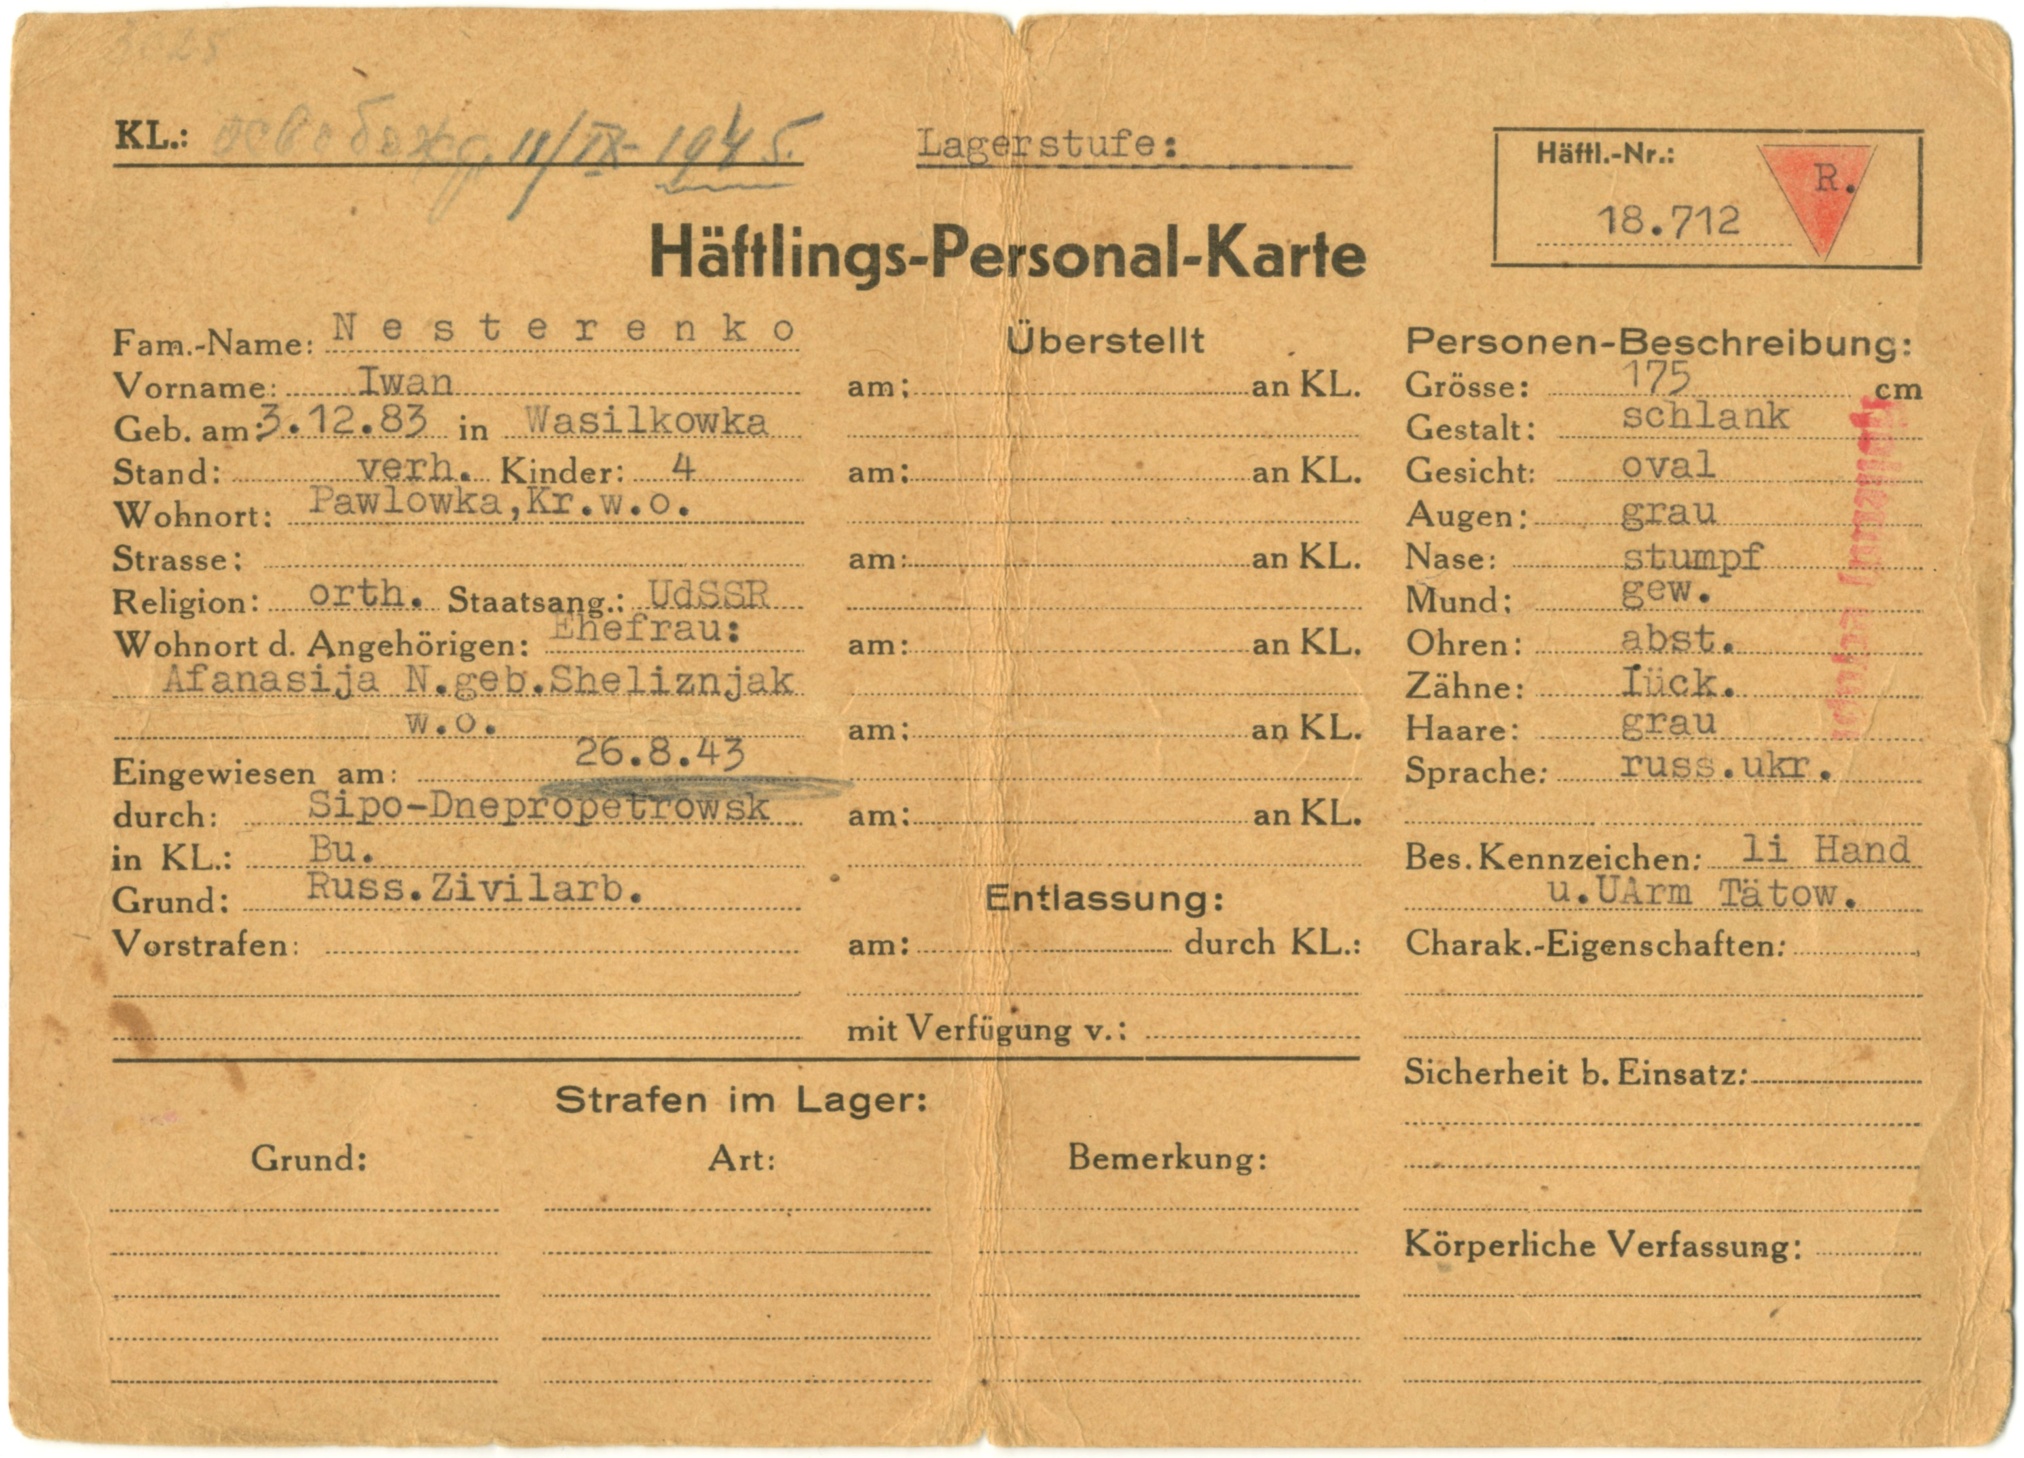 KL.: освобожд. 11/IX-1945. Lagerstufe: Häftl.-Nr.: R.
18.712
Häftlings-Personal-Karte
Fam.-Name: Nesterenko
Vorname: Iwan
Geb. am: 3.12.83 in Wasilkowka
Stand: verh. Kinder: 4
Wohnort: Pawlowka,Kr.w.o.
Strasse:
Religion: orth. Staatsang.: UdSSR
Wohnort d. Angehörigen: Ehefrau:
Afanasija N.geb.Sheliznjak
w.o.
Eingewiesen am: 26.8.43
durch: Sipo-Dnepropetrowsk
in KL.: Bu.
Grund: Russ.Zivilarb.
Vorstrafen:
Überstellt
am: an KL.
am: an KL.
am: an KL.
am: an KL.
am: an KL.
am: an KL.
Entlassung:
am: durch KL.:
mit Verfügung v.:
Personen-Beschreibung:
Grösse: 175 cm
Gestalt: schlank
Gesicht: oval
Augen: grau
Nase: stumpf
Mund: gew.
Ohren: abst.
Zähne: lück.
Haare: grau
Sprache: russ.ukr.
Bes. Kennzeichen: li Hand
u.UArm Tätow.
Charak.-Eigenschaften:
Sicherheit b. Einsatz:
Körperliche Verfassung:
Strafen im Lager:
Grund: Art: Bemerkung: